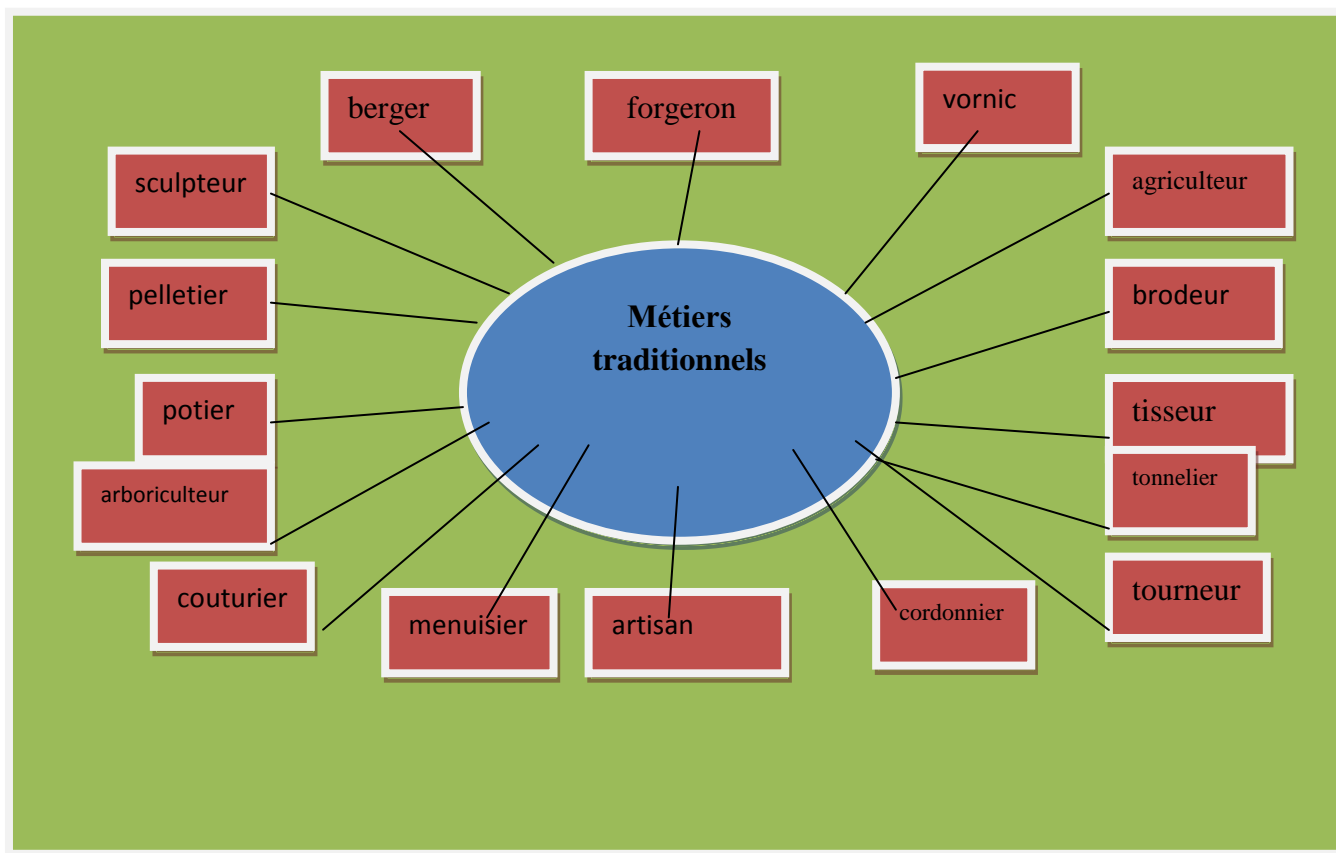 berger
forgeron
vornic
sculpteur
agriculteur
pelletier
brodeur
Métiers
traditionnels
potier
tisseur
arboriculteur
tonnelier
couturier
menuisier
artisan
cordonnier
tourneur